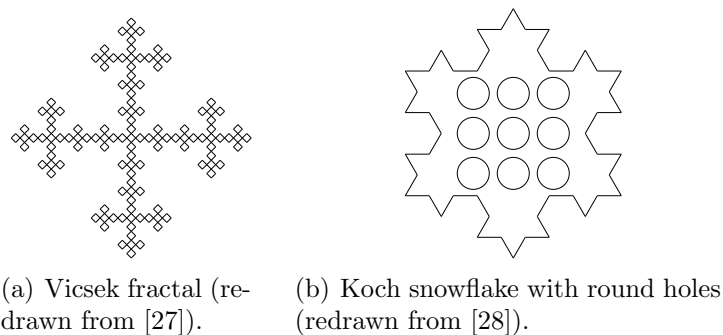 (a) Vicsek fractal (re-
drawn from [27]).
(b) Koch snowflake with round holes
(redrawn from [28]).